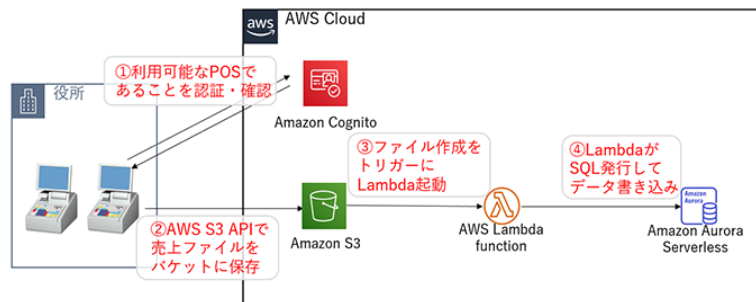 aws
AWS Cloud
①利用可能なPOSで
あることを認証・確認
役所
Amazon Cognito
③ファイル作成を
トリガーに
Lambda起動
④Lambdaが
SQL発行して
データ書き込み
②AWS S3 APIで
売上ファイルを
バケットに保存
Amazon S3
AWS Lambda
function
Amazon
Aurora
Amazon Aurora
Serverless